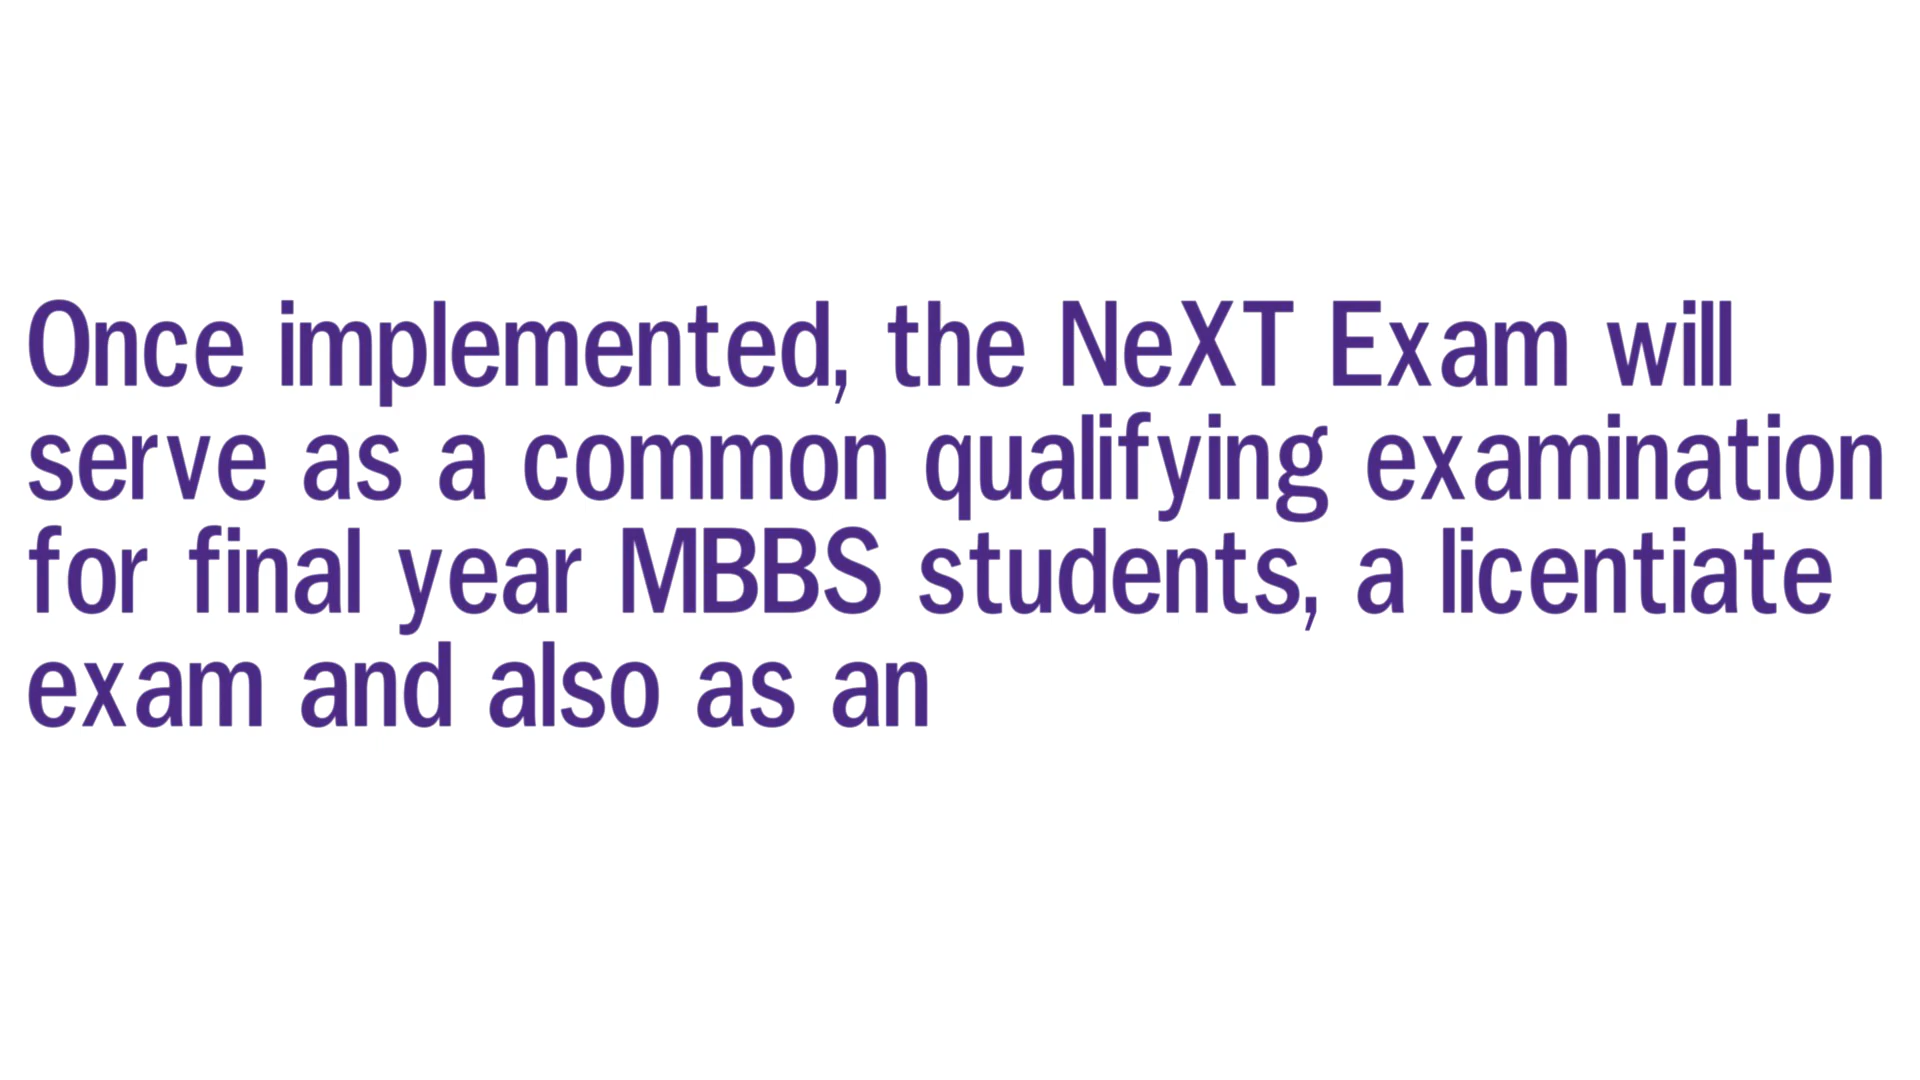 Once implemented, the NeXT Exam will
serve as a common qualifying examination
for final year MBBS students, a licentiate
exam and also as an